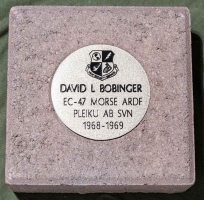 DAVID L BOBINGER
EC-47 MORSE ARDF
PLEIKU AB SVN
1968-1969